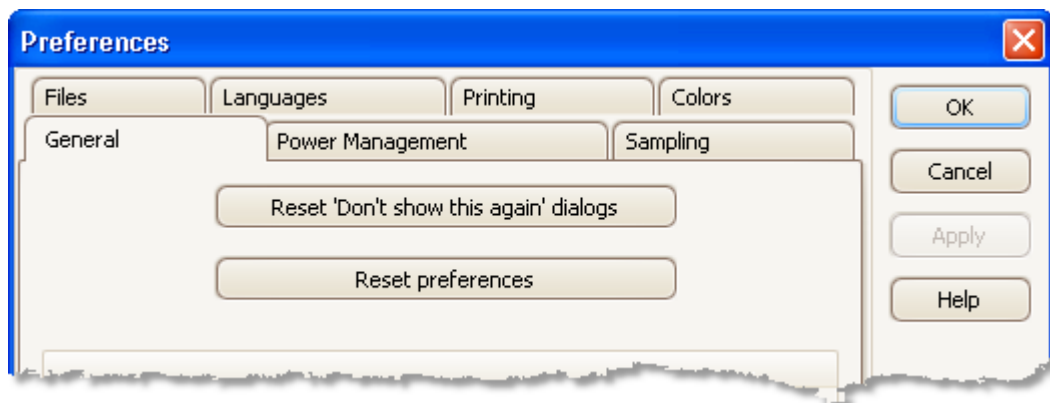 Preferences
Files Languages Printing Colors
General Power Management Sampling
Reset 'Don't show this again' dialogs
Reset preferences
OK
Cancel
Apply
Help